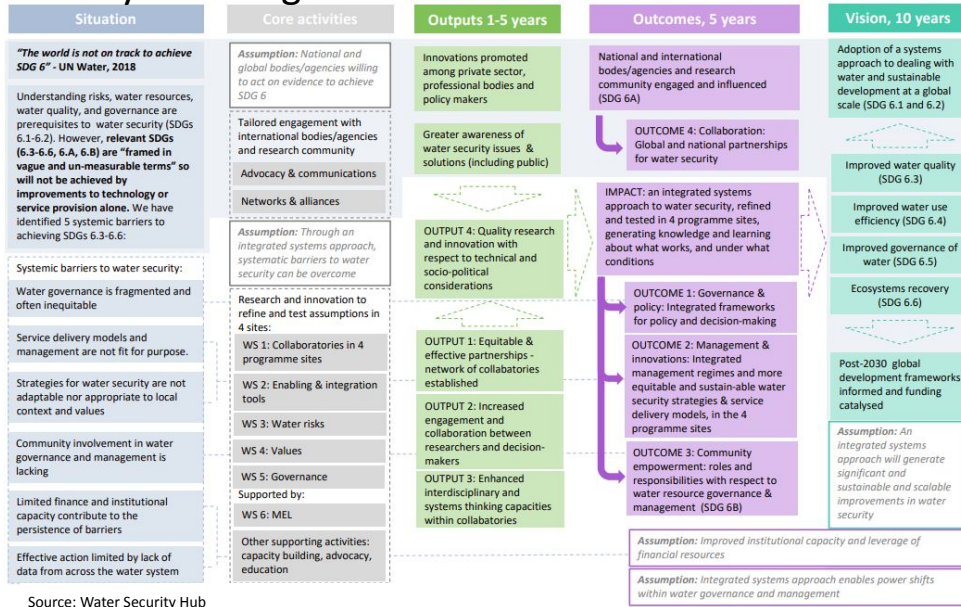 Situation
"The world is not on track to achieve
SDG 6" - UN Water, 2018
Understanding risks, water resources,
water quality, and governance are
prerequisites to water security (SDGs
6.1-6.2). However, relevant SDGs
(6.3-6.6, 6.A, 6.B) are "framed in
vague and un-measurable terms" so
will not be achieved by
improvements to technology or
service provision alone. We have
identified 5 systemic barriers to
achieving SDGs 6.3-6.6:
Systemic barriers to water security:
Water governance is fragmented and
often inequitable
Service delivery models and
management are not fit for purpose.
Strategies for water security are not
adaptable nor appropriate to local
context and values
Community involvement in water
governance and management is
lacking
Limited finance and institutional
capacity contribute to the
persistence of barriers
Effective action limited by lack of
data from across the water system
Core activities
Assumption: National and
global bodies/agencies willing
to act on evidence to achieve
SDG 6
Tailored engagement with
international bodies/agencies
and research community
Advocacy & communications
Networks & alliances
Assumption: Through an
integrated systems approach,
systematic barriers to water
security can be overcome
Research and innovation to
refine and test assumptions in
4 sites:
WS 1: Collaboratories in 4
programme sites
WS 2: Enabling & integration
tools
WS 3: Water risks
WS 4: Values
WS 5: Governance
Supported by:
WS 6: MEL
Other supporting activities:
capacity building, advocacy,
education
Outputs 1-5 years
Innovations promoted
among private sector,
professional bodies and
policy makers
Greater awareness of
water security issues &
solutions (including public)
OUTPUT 4: Quality research
and innovation with
respect to technical and
socio-political
considerations
OUTPUT 1: Equitable &
effective partnerships -
network of collabatories
established
OUTPUT 2: Increased
engagement and
collaboration between
researchers and decision-
makers
OUTPUT 3: Enhanced
interdisciplinary and
systems thinking capacities
within collabatories
Outcomes, 5 years
National and international
bodies/agencies and research
community engaged and influenced
(SDG 6A)
OUTCOME 4: Collaboration:
Global and national partnerships
for water security
IMPACT: an integrated systems
approach to water security, refined
and tested in 4 programme sites,
generating knowledge and learning
about what works, and under what
conditions
OUTCOME 1: Governance &
policy: Integrated frameworks
for policy and decision-making
OUTCOME 2: Management &
innovations: Integrated
management regimes and more
equitable and sustain-able water
security strategies & service
delivery models, in the 4
programme sites
OUTCOME 3: Community
empowerment: roles and
responsibilities with respect to
water resource governance &
management (SDG 6B)
Vision, 10 years
Adoption of a systems
approach to dealing with
water and sustainable
development at a global
scale (SDG 6.1 and 6.2)
Improved water quality
(SDG 6.3)
Improved water use
efficiency (SDG 6.4)
Improved governance of
water (SDG 6.5)
Ecosystems recovery
(SDG 6.6)
Post-2030 global
development frameworks
informed and funding
catalysed
Assumption: An
integrated systems
approach will generate
significant and
sustainable and scalable
improvements in water
security
Assumption: Improved institutional capacity and leverage of
financial resources
Assumption: Integrated systems approach enables power shifts
within water governance and management
Source: Water Security Hub